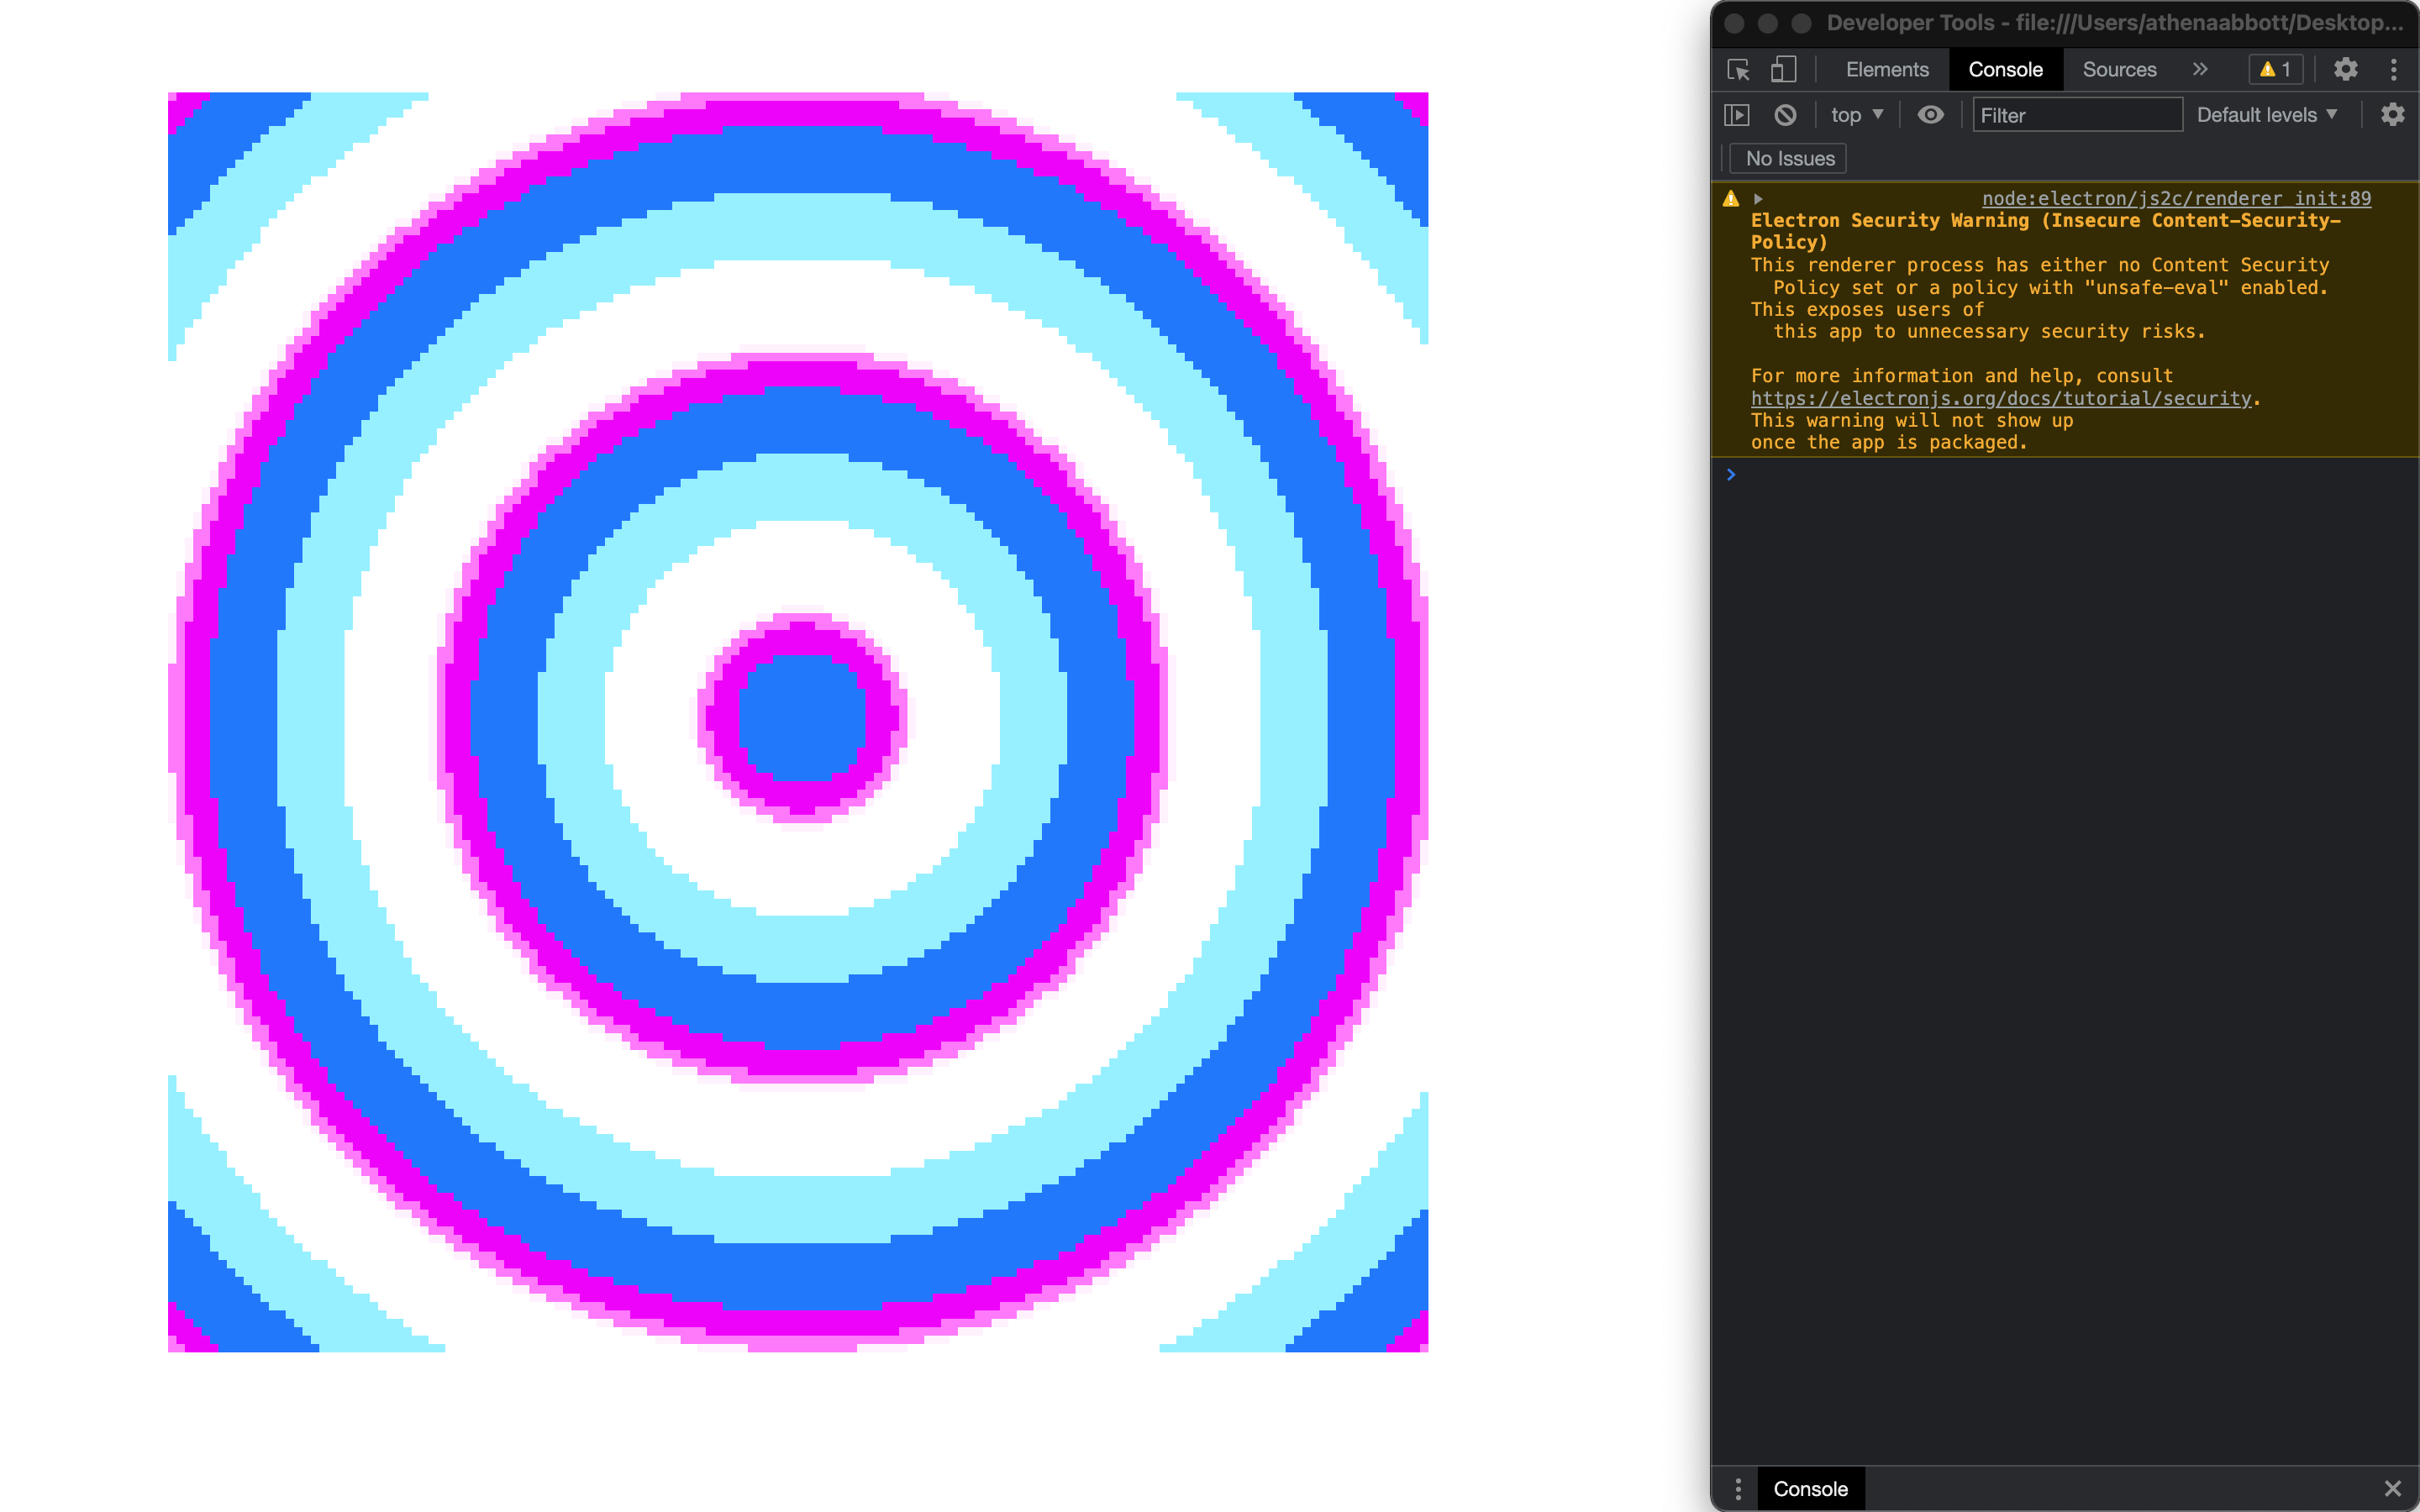 Developer Tools - file:///Users/athenaabbott/Desktop...
Elements Console Sources 1
top Filter Default levels
No Issues
node:electron/js2c/renderer_init:89
Electron Security Warning (Insecure Content-Security-
Policy)
This renderer process has either no Content Security
Policy set or a policy with "unsafe-eval" enabled.
This exposes users of
this app to unnecessary security risks.
For more information and help, consult
https://electronjs.org/docs/tutorial/security.
This warning will not show up
once the app is packaged.
Console